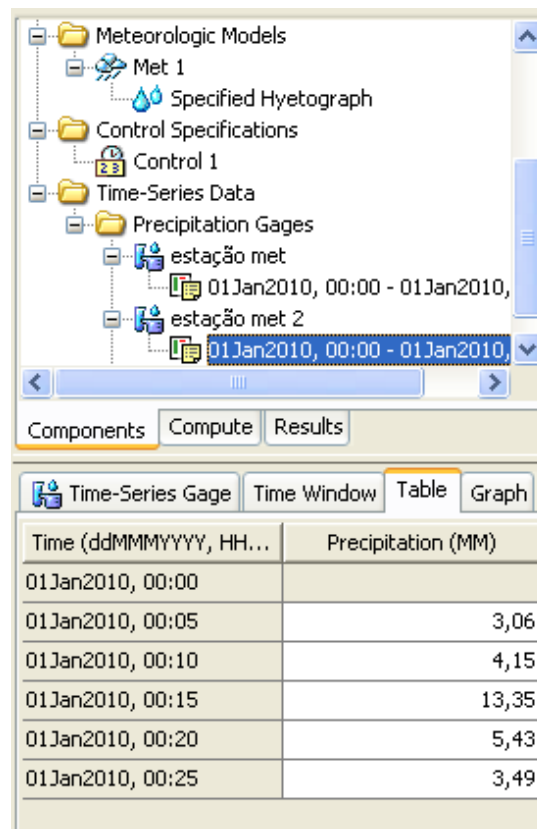 Meteorologic Models
Met 1
Specified Hyetograph
Control Specifications
Control 1
Time-Series Data
Precipitation Gages
estação met
01Jan2010, 00:00 - 01Jan2010,
estação met 2
01Jan2010, 00:00 - 01Jan2010,
Components Compute Results
Time-Series Gage Time Window Table Graph
Time (ddMMMYYYY, HH... Precipitation (MM)
01Jan2010, 00:00
01Jan2010, 00:05 3,06
01Jan2010, 00:10 4,15
01Jan2010, 00:15 13,35
01Jan2010, 00:20 5,43
01Jan2010, 00:25 3,49